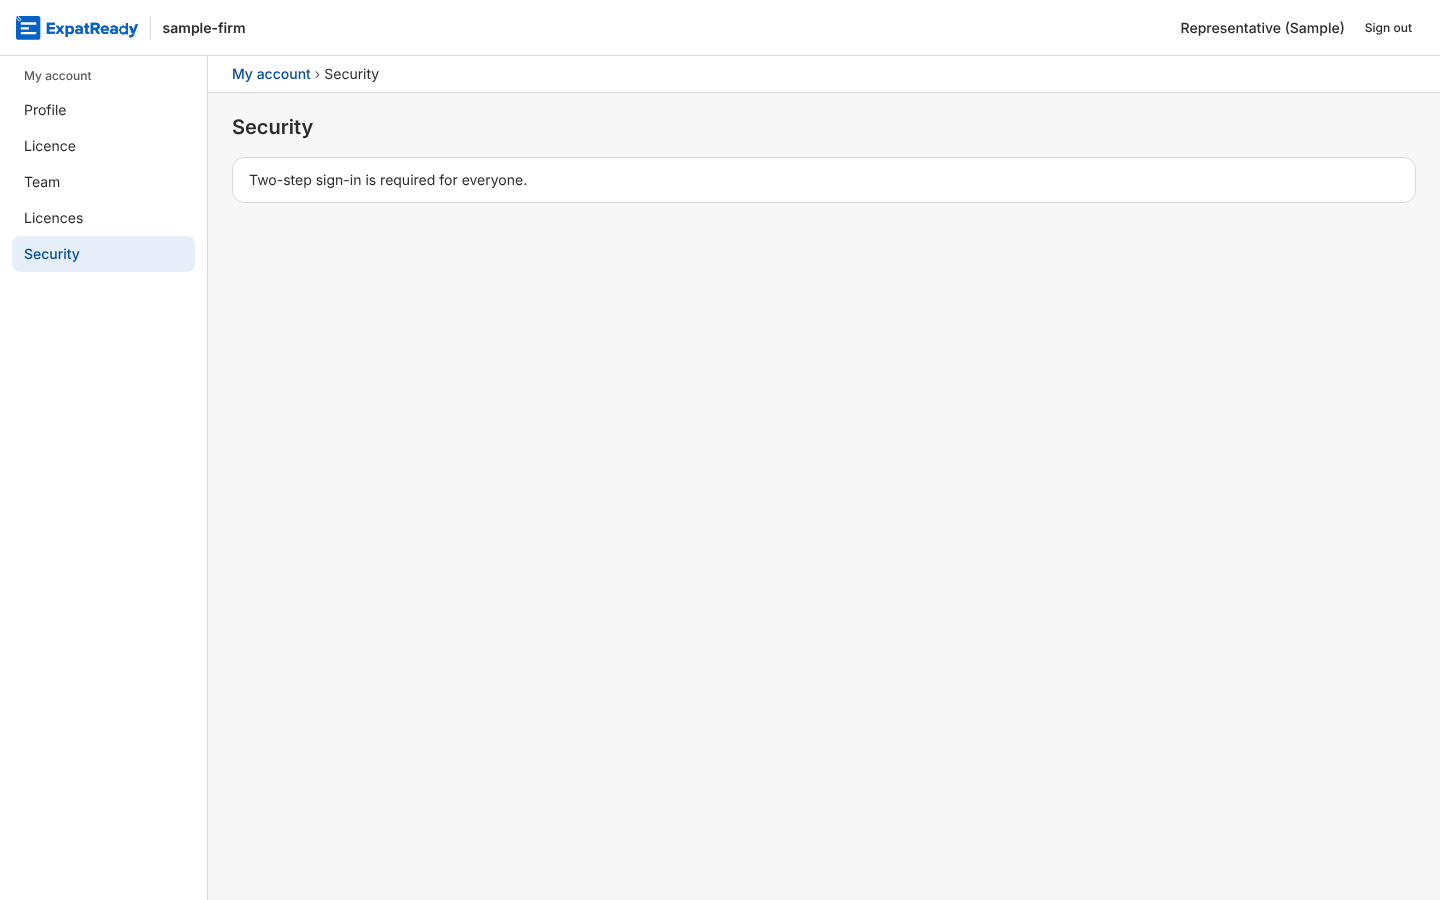 ExpatReady
sample-firm
Representative (Sample)
Sign out
My account
Profile
Licence
Team
Licences
Security
My account › Security
Security
Two-step sign-in is required for everyone.